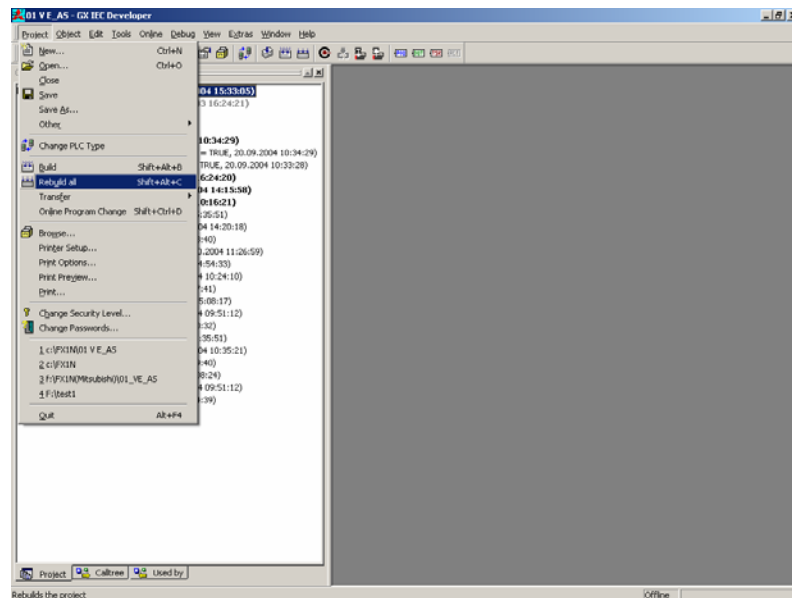 01 V E_A5 - GX IEC Developer
Project Object Edit Tools Online Debug View Extras Window Help
New... Ctrl+N
Open... Ctrl+O
Close
Save
Save As...
Other
Change PLC Type
Build Shift+Alt+B
Rebuild all Shift+Alt+C
Transfer
Online Program Change Shift+Ctrl+D
Browse...
Printer Setup...
Print Options...
Print Preview...
Print...
Change Security Level...
Change Passwords...
1 c:\FX1N\01 V E_A5
2 c:\FX1N
3 f:\FX1N(Mitsubishi)\01_VE_A5
4 F:\test1
Quit Alt+F4
004 15:33:05)
03 16:24:21)
10:34:29)
= TRUE, 20.09.2004 10:34:29)
TRUE, 20.09.2004 10:33:28)
6:24:20)
04 14:15:58)
0:16:21)
:35:51)
04 14:20:18)
:40)
.2004 11:26:59)
4:54:33)
4 10:24:10)
:41)
5:08:17)
4 09:51:12)
:32)
:35:51)
04 10:35:21)
:40)
08:24)
4 09:51:12)
:39)
Project Calltree Used by
Rebuilds the project Offline